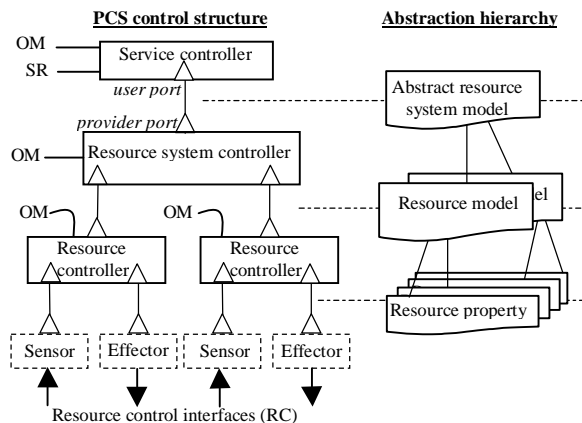 PCS control structure
Abstraction hierarchy
OM
SR
Service controller
user port
provider port
Abstract resource
system model
OM
Resource system controller
OM
OM
Resource model
Resource
controller
Resource
controller
Resource property
Sensor
Effector
Sensor
Effector
Resource control interfaces (RC)